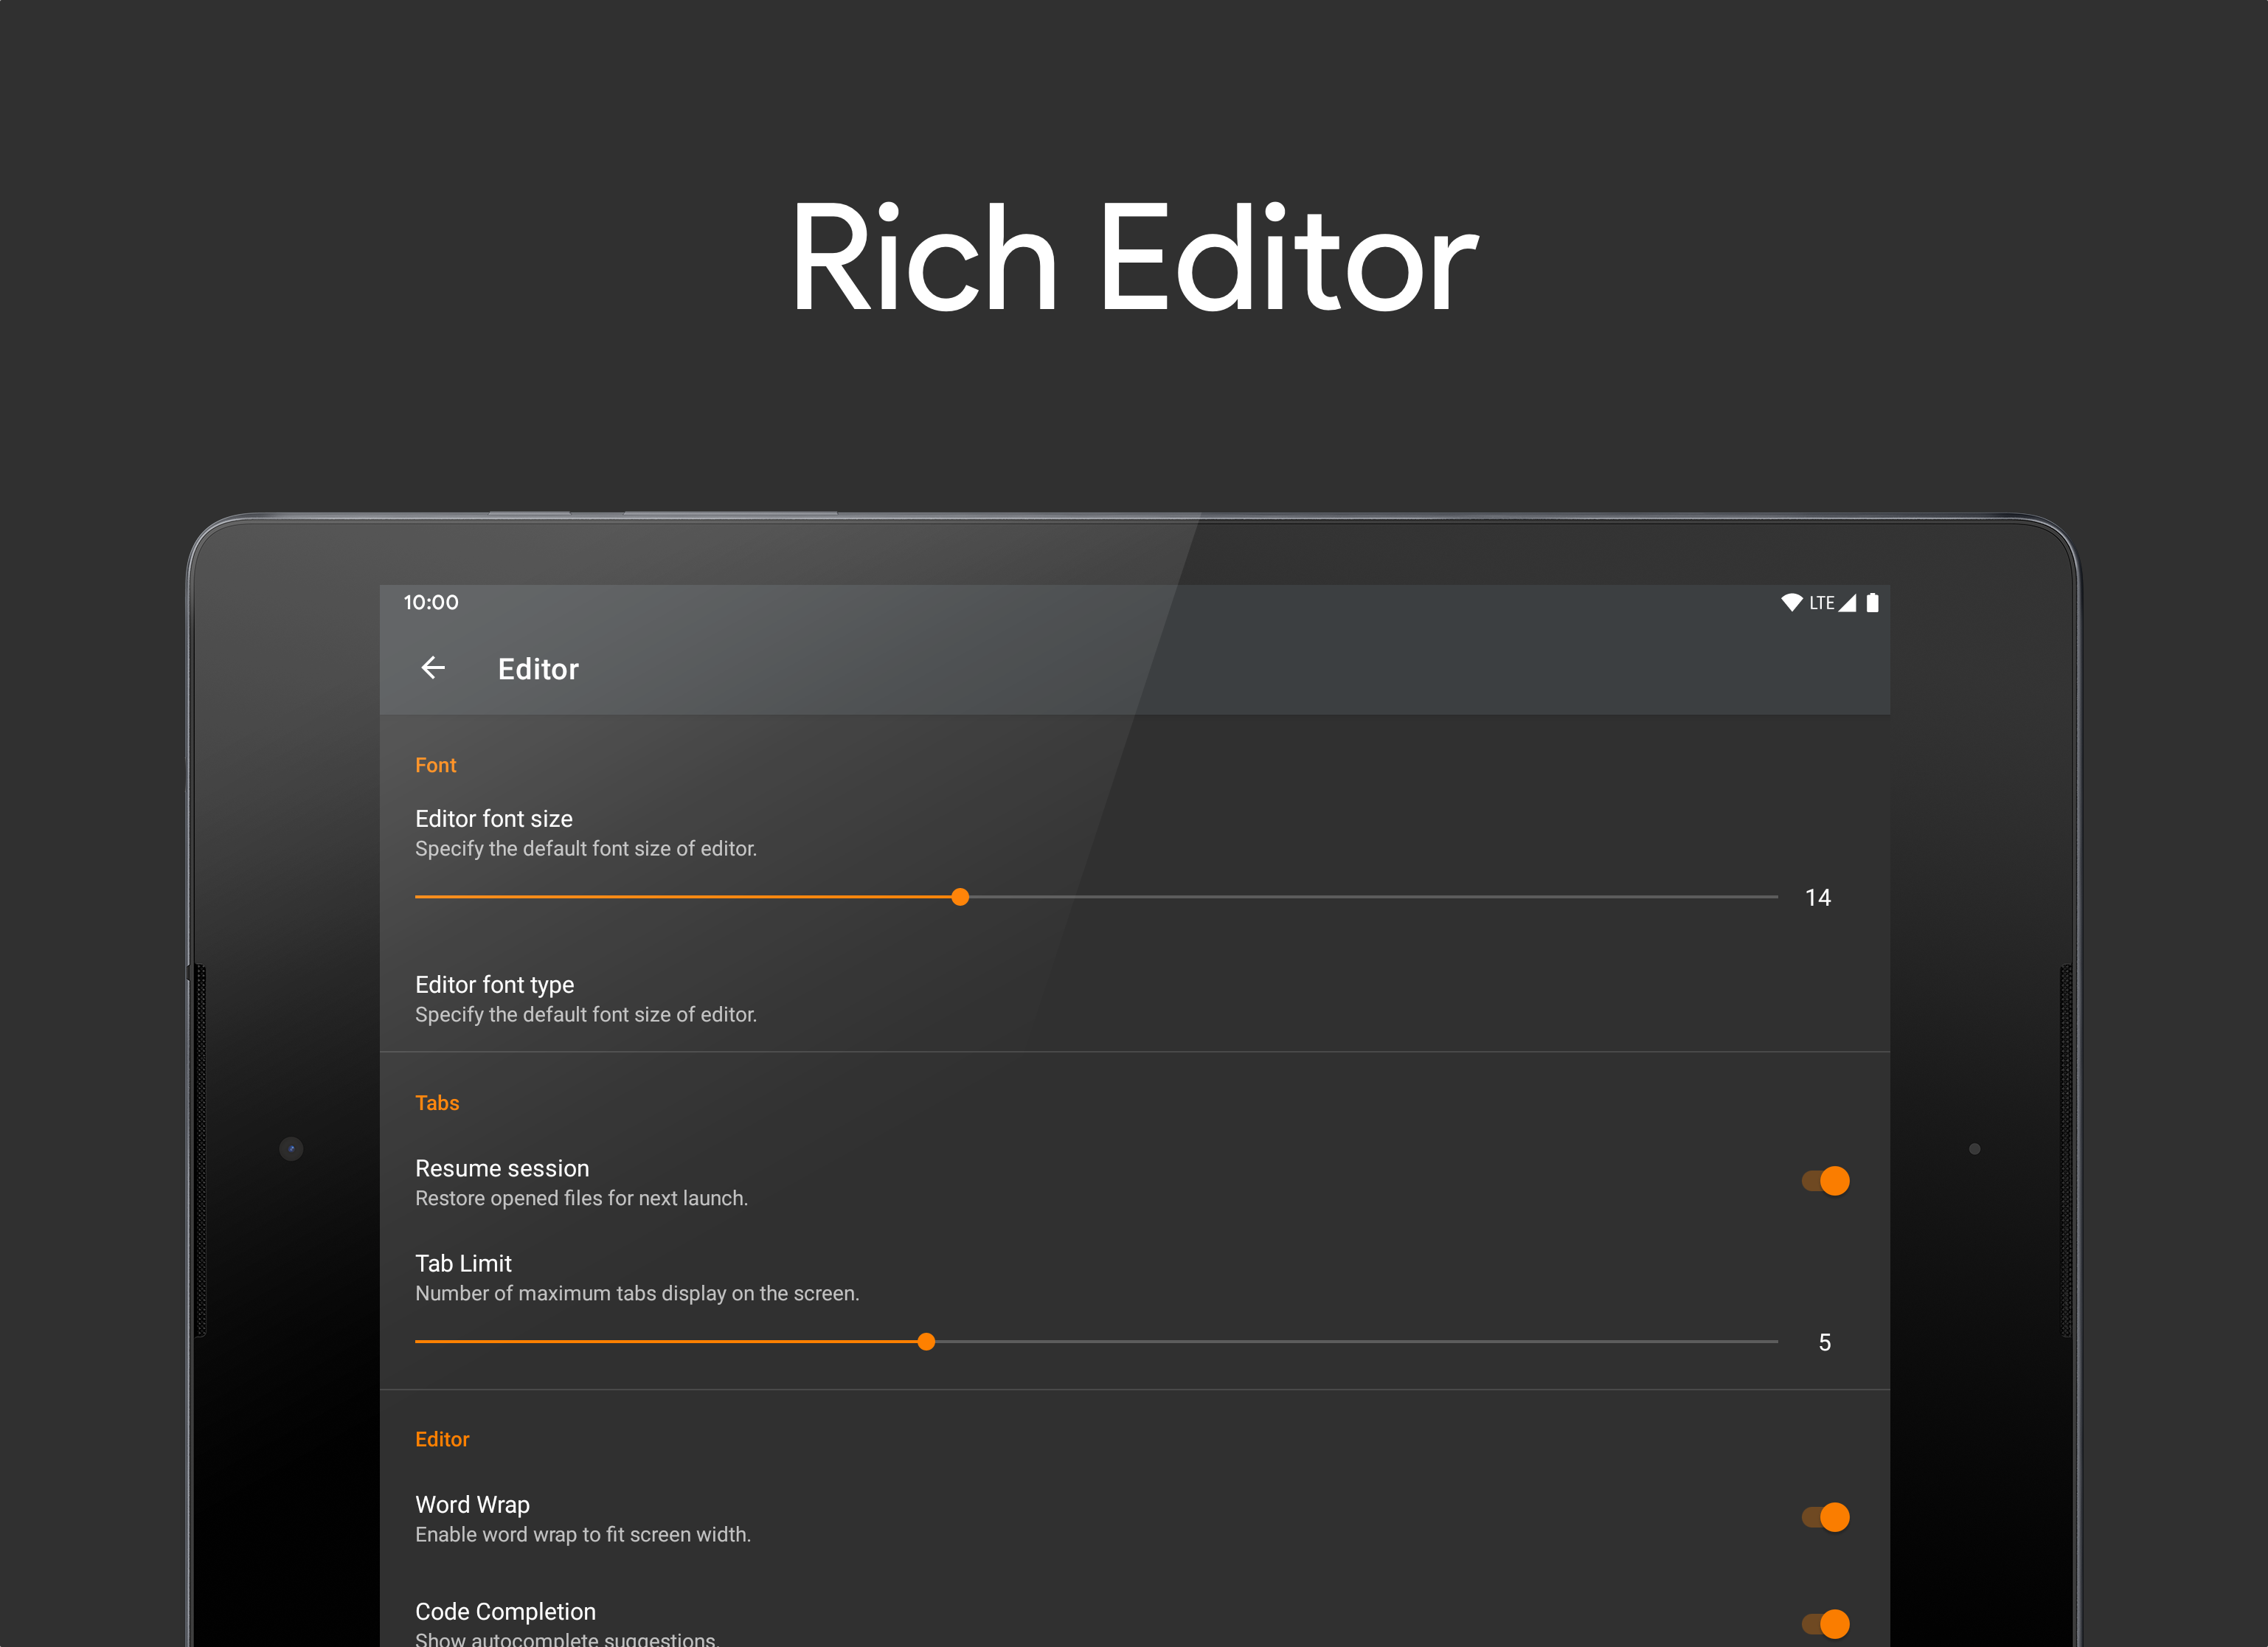 Rich Editor
10:00
LTE
Editor
Font
Editor font size
Specify the default font size of editor.
14
Editor font type
Specify the default font size of editor.
Tabs
Resume session
Restore opened files for next launch.
Tab Limit
Number of maximum tabs display on the screen.
5
Editor
Word Wrap
Enable word wrap to fit screen width.
Code Completion
Show autocomplete suggestions.